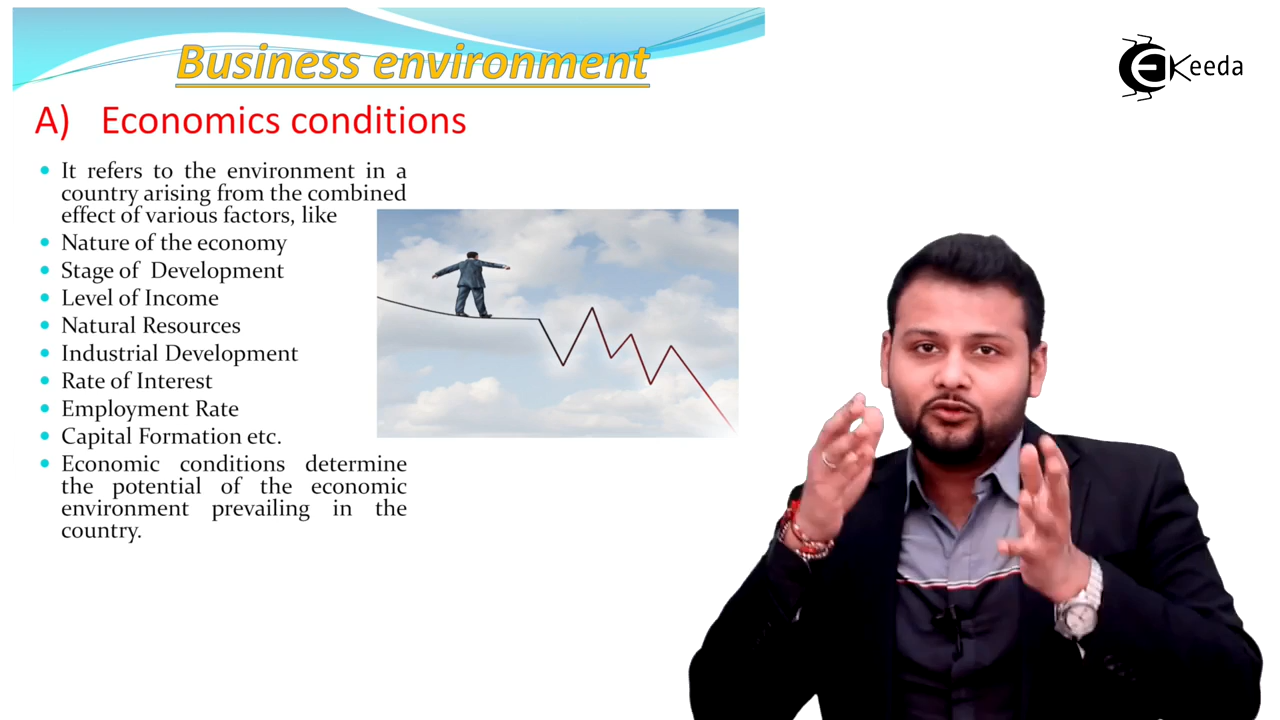 Business environment
Keeda
A) Economics conditions
It refers to the environment in a
country arising from the combined
effect of various factors, like
Nature of the economy
Stage of Development
Level of Income
Natural Resources
Industrial Development
Rate of Interest
Employment Rate
Capital Formation etc.
Economic conditions determine
the potential of the economic
environment prevailing in the
country.